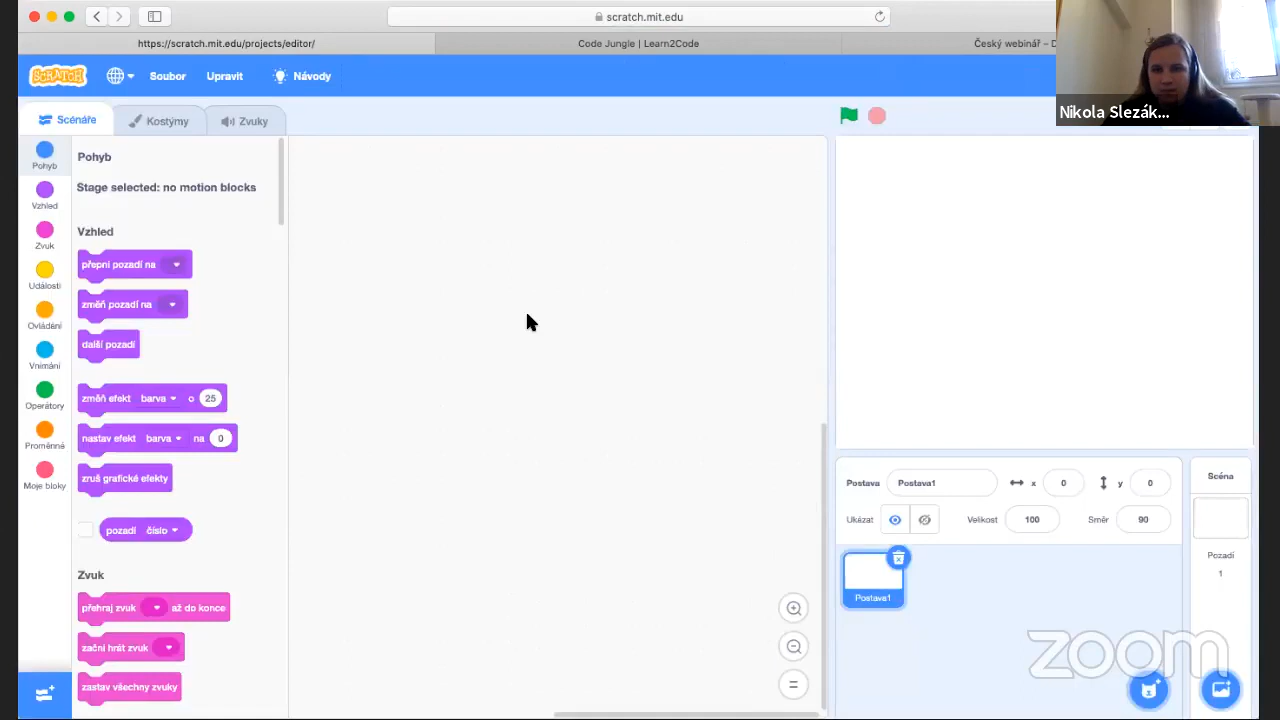 scratch.mit.edu
https://scratch.mit.edu/projects/editor/
Code Jungle | Learn2Code
Český webinář – D
Nikola Slezák...
SCRATCH
Soubor
Upravit
Návody
Scénáře
Kostýmy
Zvuky
Pohyb
Vzhled
Zvuk
Události
Ovládání
Vnímání
Operátory
Proměnné
Moje bloky
Pohyb
Stage selected: no motion blocks
Vzhled
přepni pozadí na
změň pozadí na
další pozadí
změň efekt barva o 25
nastav efekt barva na 0
zruš grafické efekty
pozadí číslo
Zvuk
přehraj zvuk až do konce
začni hrát zvuk
zastav všechny zvuky
Postava Postava1 x 0 y 0
Ukázat Velikost 100 Směr 90
Postava1
Scéna
Pozadí
1
zoom